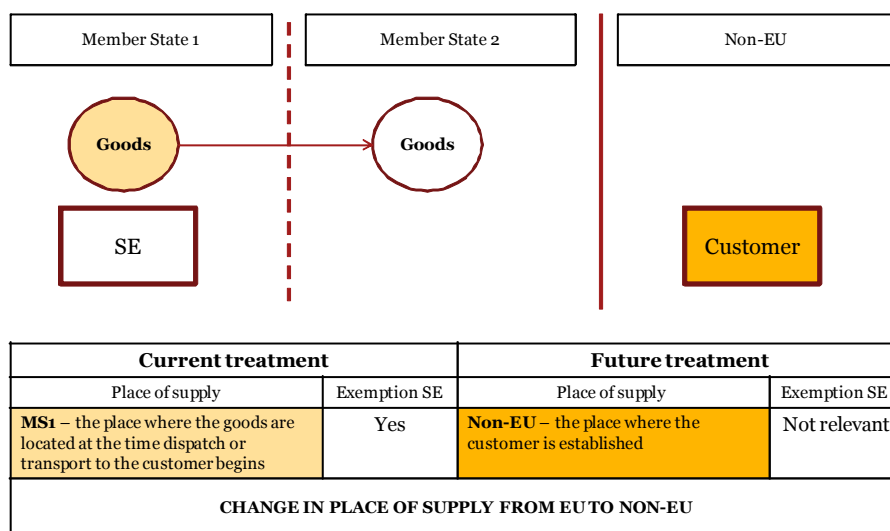 Member State 1
Member State 2
Non-EU
Goods
Goods
SE
Customer
Current treatment
Future treatment
Place of supply
Exemption SE
Place of supply
Exemption SE
MS1 – the place where the goods are
located at the time dispatch or
transport to the customer begins
Yes
Non-EU – the place where the
customer is established
Not relevant
CHANGE IN PLACE OF SUPPLY FROM EU TO NON-EU